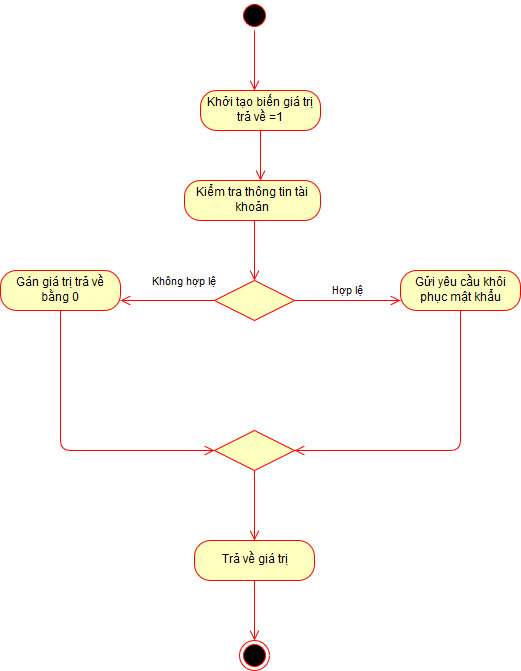 Khởi tạo biến giá trị
trả về =1
Kiểm tra thông tin tài
khoản
Không hợp lệ
Hợp lệ
Gán giá trị trả về
bằng 0
Gửi yêu cầu khôi
phục mật khẩu
Trả về giá trị